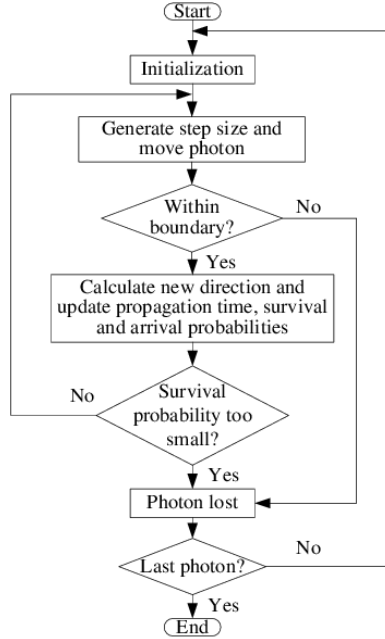 Start
Initialization
Generate step size and
move photon
Within
boundary?
No
Yes
Calculate new direction and
update propagation time, survival
and arrival probabilities
No
Survival
probability too
small?
Yes
Photon lost
Last photon?
No
Yes
End